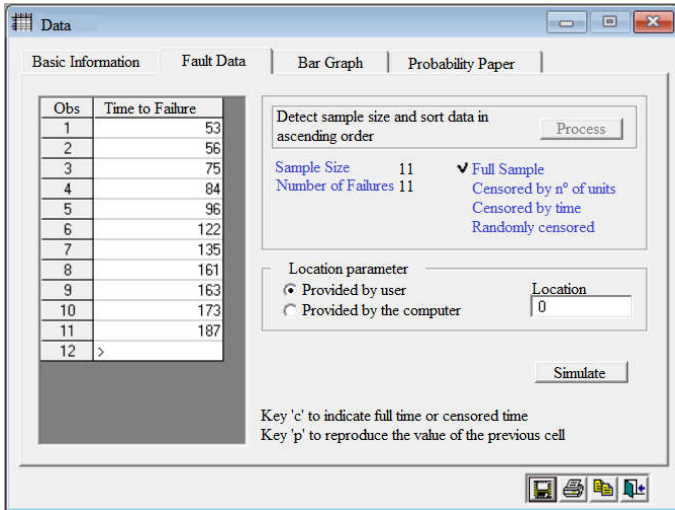 Data
Basic Information Fault Data Bar Graph Probability Paper
Obs Time to Failure
1 53
2 56
3 75
4 84
5 96
6 122
7 135
8 161
9 163
10 173
11 187
12 >
Detect sample size and sort data in
ascending order
Process
Sample Size 11
Number of Failures 11
Full Sample
Censored by nº of units
Censored by time
Randomly censored
Location parameter
Provided by user
Provided by the computer
Location
0
Simulate
Key 'c' to indicate full time or censored time
Key 'p' to reproduce the value of the previous cell